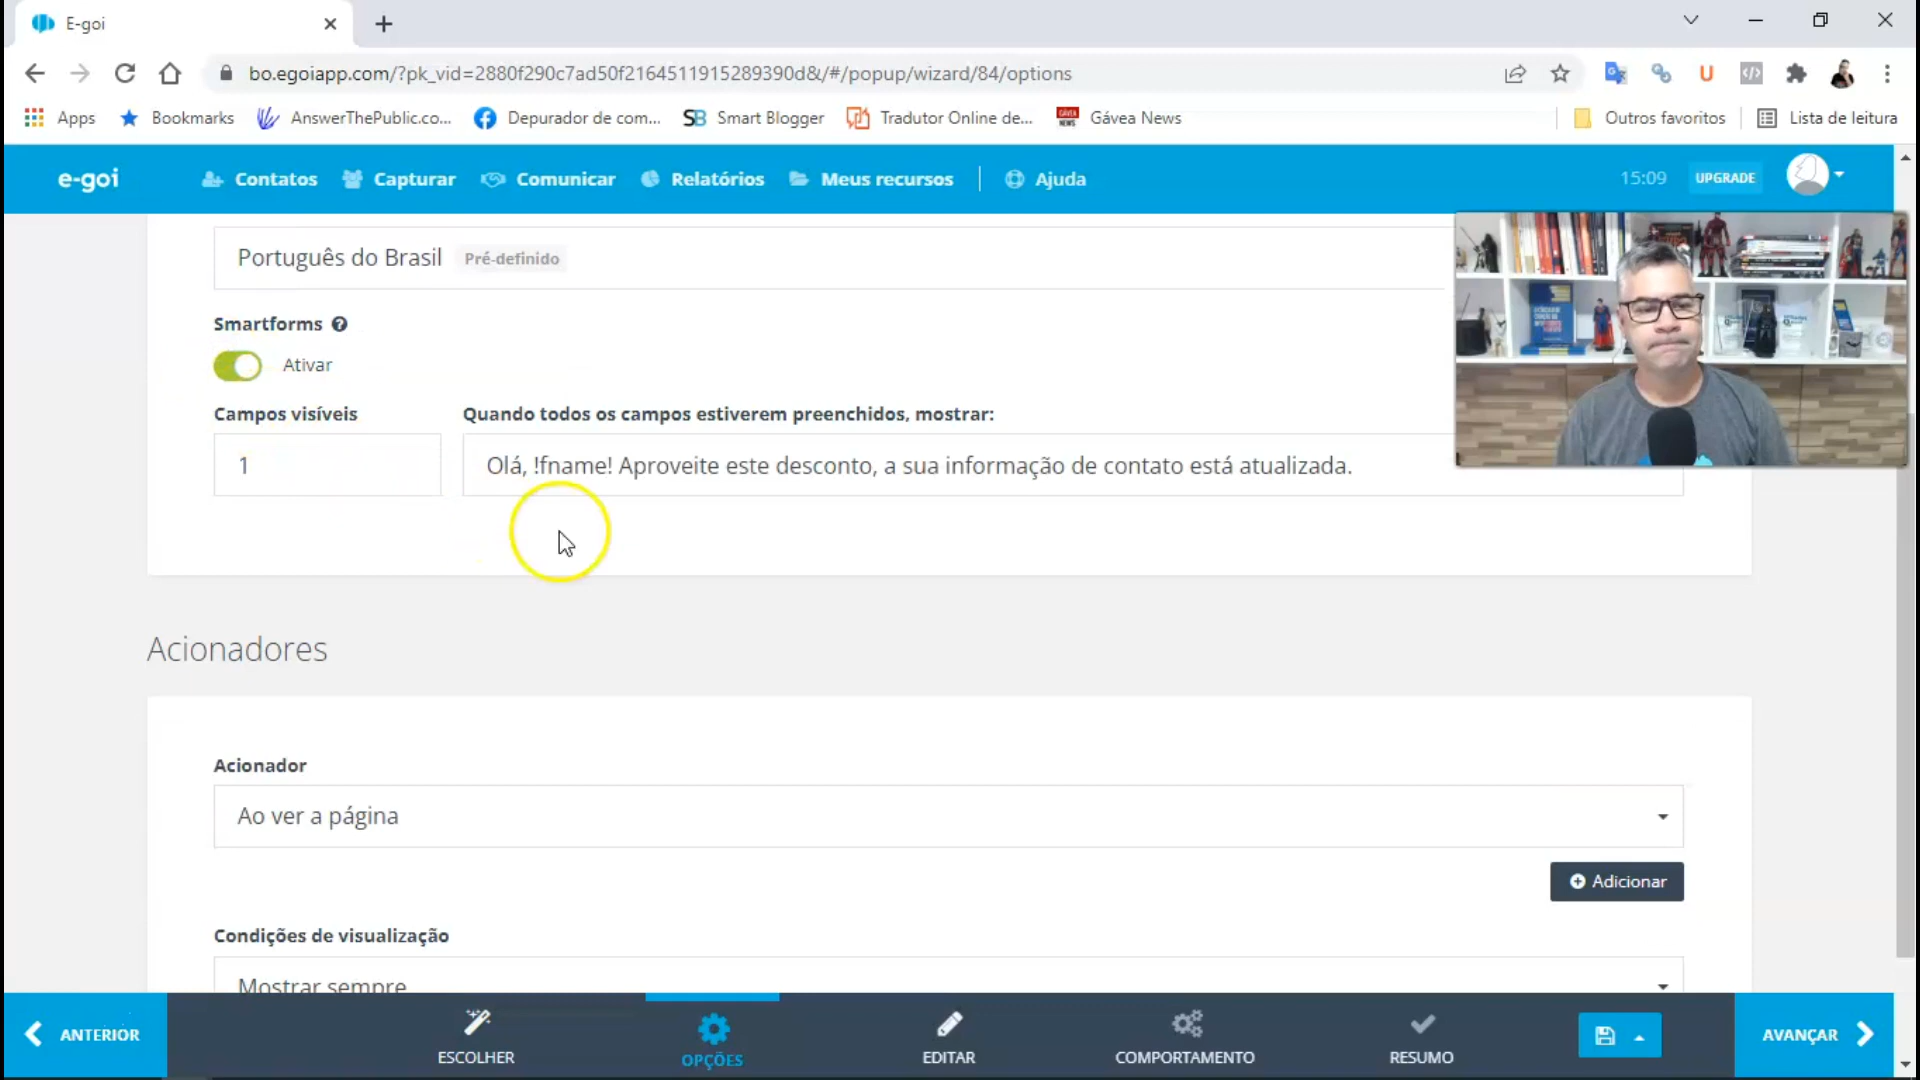 E-goi
bo.egoiapp.com/?pk_vid=2880f290c7ad50f2164511915289390d&/#/popup/wizard/84/options
Apps Bookmarks AnswerThePublic.co... Depurador de com... SB Smart Blogger Tradutor Online de... GÁVEA NEWS Gávea News Outros favoritos Lista de leitura
e-goi Contatos Capturar Comunicar Relatórios Meus recursos Ajuda 15:09 UPGRADE
Português do Brasil Pré-definido
Smartforms
Ativar
Campos visíveis Quando todos os campos estiverem preenchidos, mostrar:
1 Olá, !fname! Aproveite este desconto, a sua informação de contato está atualizada.
Acionadores
Acionador
Ao ver a página
Adicionar
Condições de visualização
Mostrar sempre
ANTERIOR ESCOLHER OPÇÕES EDITAR COMPORTAMENTO RESUMO AVANÇAR